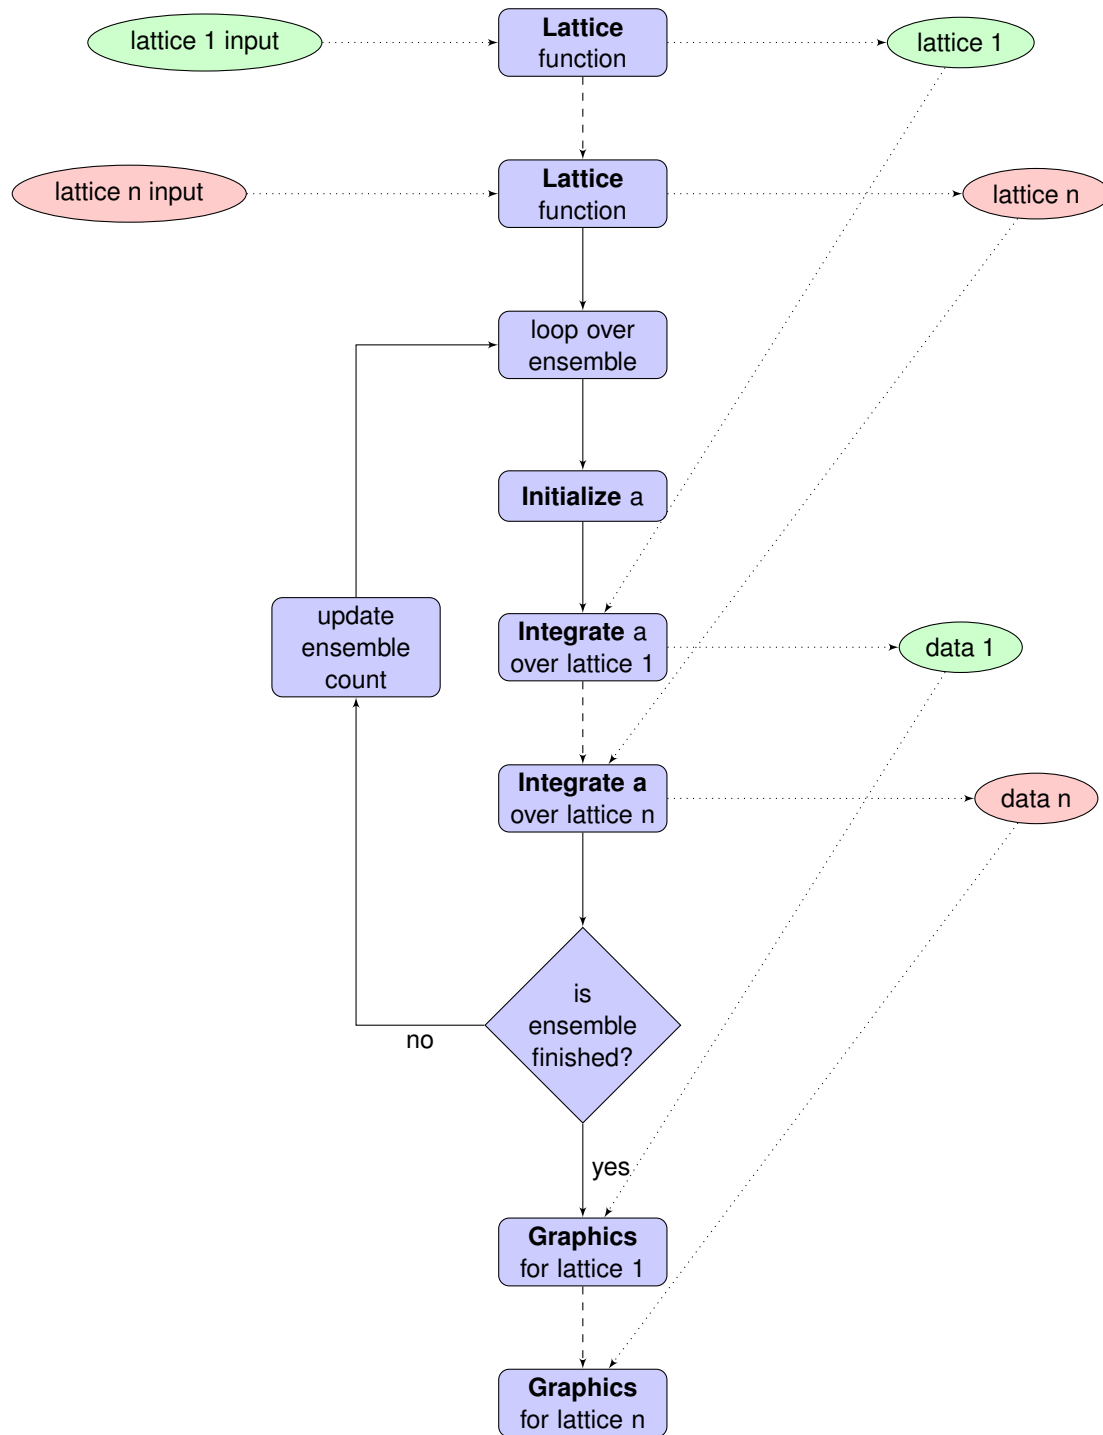 lattice 1 input
Lattice
function
lattice 1
lattice n input
Lattice
function
lattice n
loop over
ensemble
Initialize a
update
ensemble
count
Integrate a
over lattice 1
data 1
Integrate a
over lattice n
data n
is
ensemble
finished?
no
yes
Graphics
for lattice 1
Graphics
for lattice n